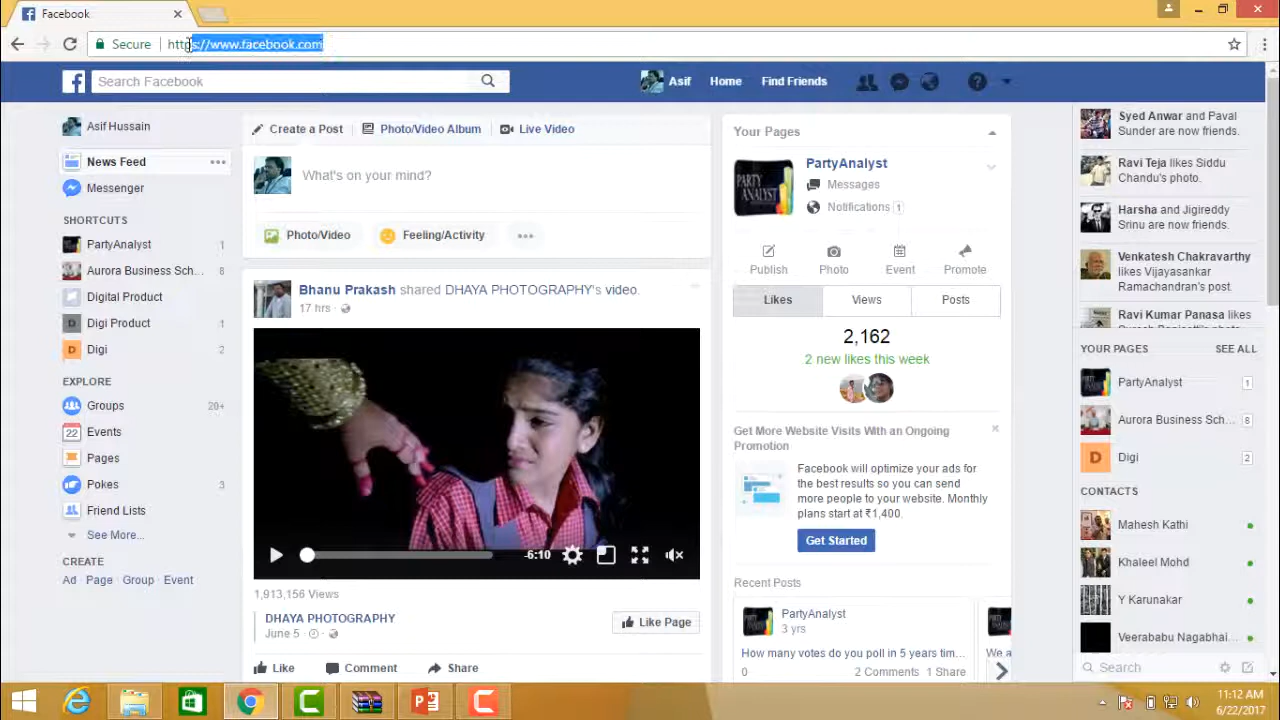 Facebook
Secure
https://www.facebook.com
Search Facebook
Asif
Home
Find Friends
Asif Hussain
News Feed
Messenger
SHORTCUTS
PartyAnalyst 1
Aurora Business Sch... 8
Digital Product
Digi Product 1
Digi 2
EXPLORE
Groups 20+
22 Events
Pages
Pokes 3
Friend Lists
See More...
CREATE
Ad · Page · Group · Event
Create a Post
Photo/Video Album
Live Video
What's on your mind?
Photo/Video
Feeling/Activity
Bhanu Prakash shared DHAYA PHOTOGRAPHY's video.
17 hrs ·
-6:10
1,913,156 Views
DHAYA PHOTOGRAPHY
June 5 ·
Like Page
Like
Comment
Share
Your Pages
PARTY
ANALYST
PartyAnalyst
Messages
Notifications 1
Publish
Photo
Event
Promote
Likes
Views
Posts
2,162
2 new likes this week
Get More Website Visits With an Ongoing
Promotion
Facebook will optimize your ads for
the best results so you can send
more people to your website. Monthly
plans start at ₹1,400.
Get Started
Recent Posts
PartyAnalyst
3 yrs
How many votes do you poll in 5 years tim...
0
2 Comments 1 Share
We a
Syed Anwar and Paval
Sunder are now friends.
Ravi Teja likes Siddu
Chandu's photo.
Harsha and Jigireddy
Srinu are now friends.
Venkatesh Chakravarthy
likes Vijayasankar
Ramachandran's post.
Ravi Kumar Panasa likes
YOUR PAGES
SEE ALL
PartyAnalyst 1
Aurora Business Sch... 8
D
Digi 2
CONTACTS
Mahesh Kathi
Khaleel Mohd
Y Karunakar
Veerababu Nagabhai...
Search
11:12 AM
6/22/2017